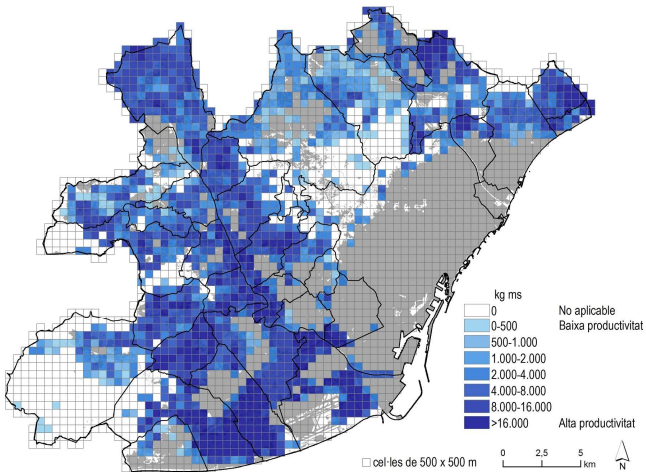 kg ms
0 No aplicable
0-500 Baixa productivitat
500-1.000
1.000-2.000
2.000-4.000
4.000-8.000
8.000-16.000
>16.000 Alta productivitat
cel·les de 500 x 500 m
0 2,5 5
km
N